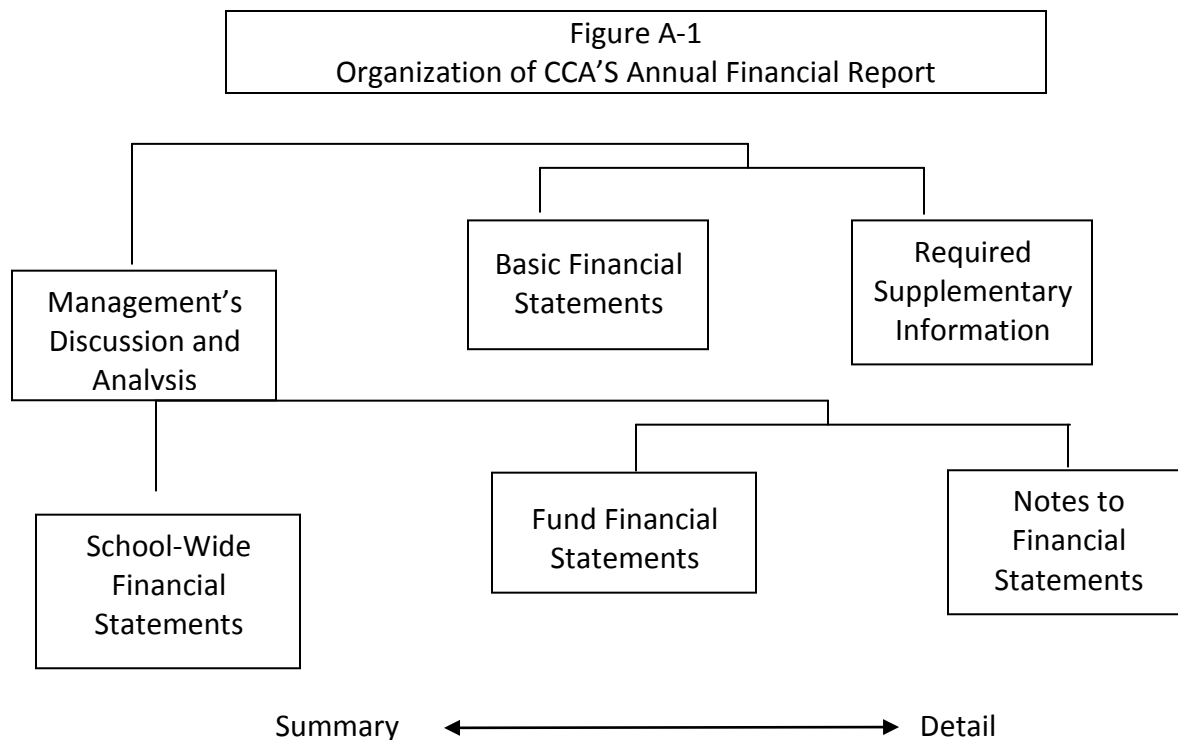 Figure A-1
Organization of CCA’S Annual Financial Report
Management’s
Discussion and
Analysis
Basic Financial
Statements
Required
Supplementary
Information
School-Wide
Financial
Statements
Fund Financial
Statements
Notes to
Financial
Statements
Summary
Detail